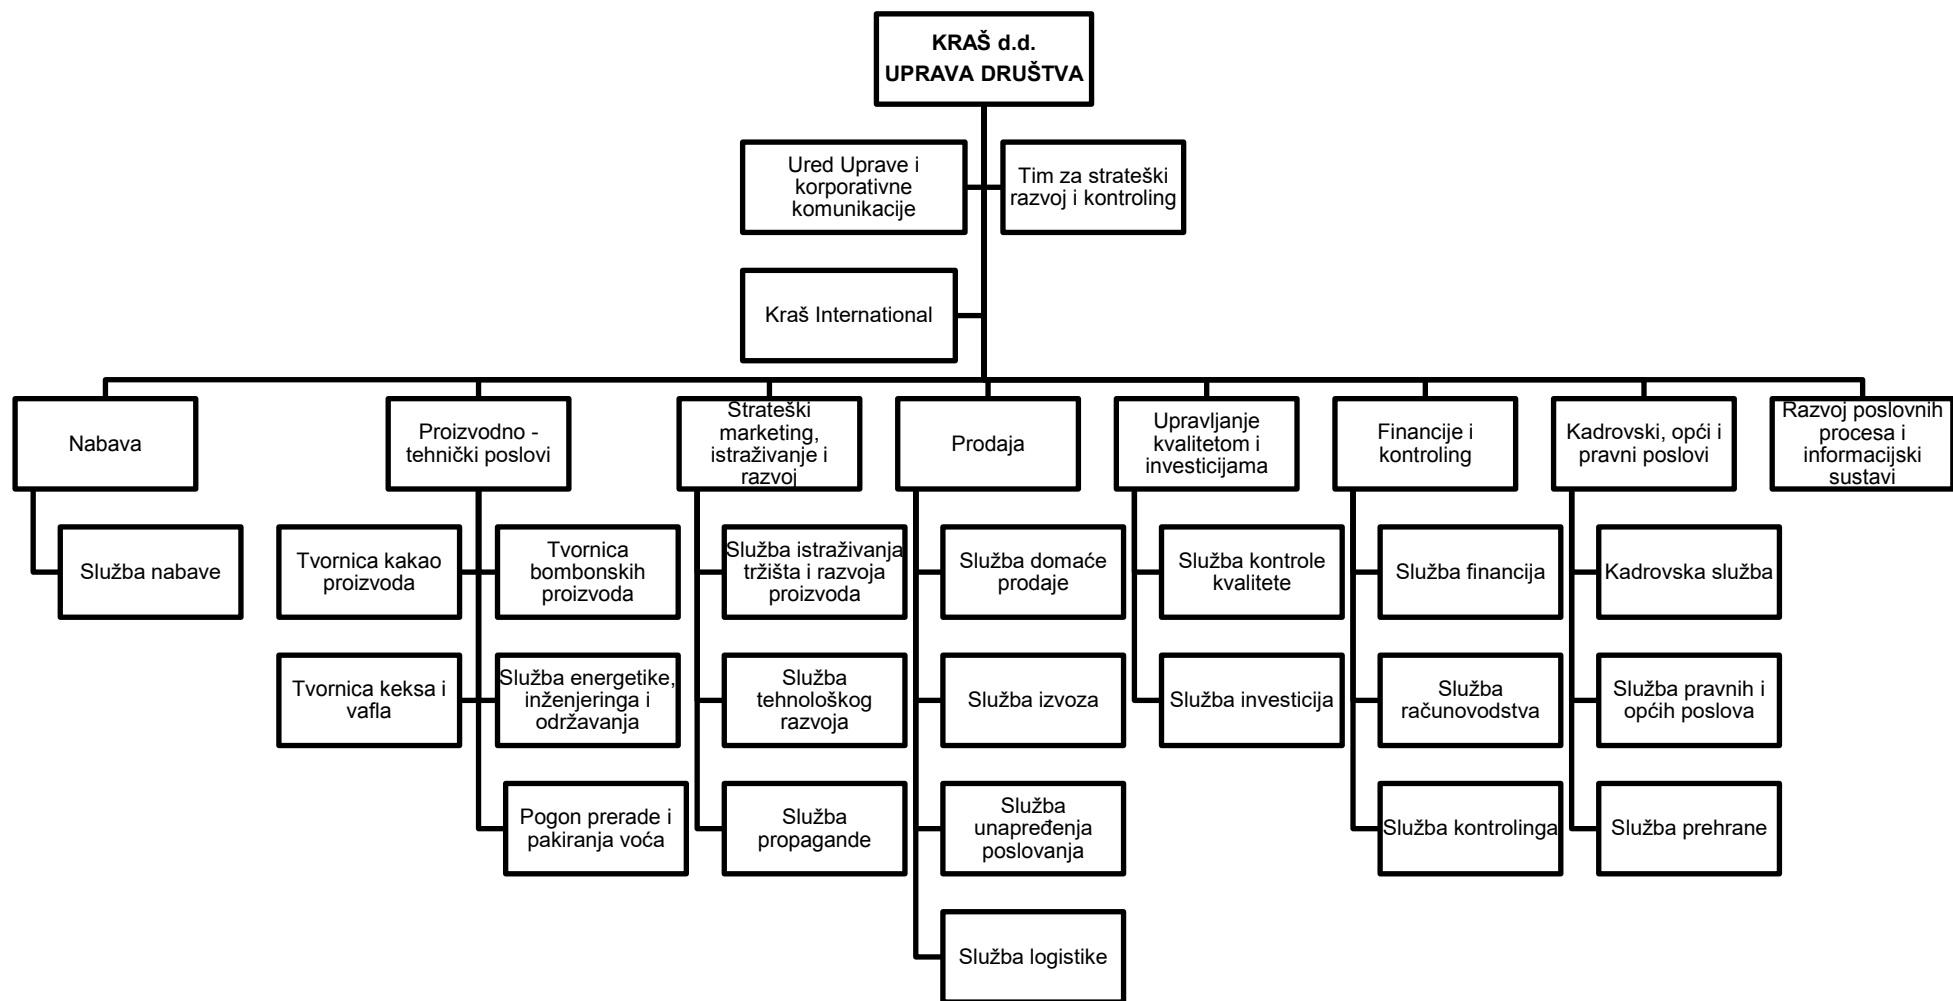 KRAŠ d.d.
UPRAVA DRUŠTVA
Ured Uprave i
korporativne
komunikacije
Tim za strateški
razvoj i kontroling
Kraš International
Nabava
Proizvodno -
tehnički poslovi
Strateški
marketing,
istraživanje i
razvoj
Prodaja
Upravljanje
kvalitetom i
investicijama
Financije i
kontroling
Kadrovski, opći i
pravni poslovi
Razvoj poslovnih
procesa i
informacijski
sustavi
Služba nabave
Tvornica kakao
proizvoda
Tvornica
bombonskih
proizvoda
Služba istraživanja
tržišta i razvoja
proizvoda
Služba domaće
prodaje
Služba kontrole
kvalitete
Služba financija
Kadrovska služba
Tvornica keksa i
vafla
Služba energetike,
inženjeringa i
održavanja
Služba
tehnološkog
razvoja
Služba izvoza
Služba investicija
Služba
računovodstva
Služba pravnih i
općih poslova
Pogon prerade i
pakiranja voća
Služba
propagande
Služba
unapređenja
poslovanja
Služba kontrolinga
Služba prehrane
Služba logistike